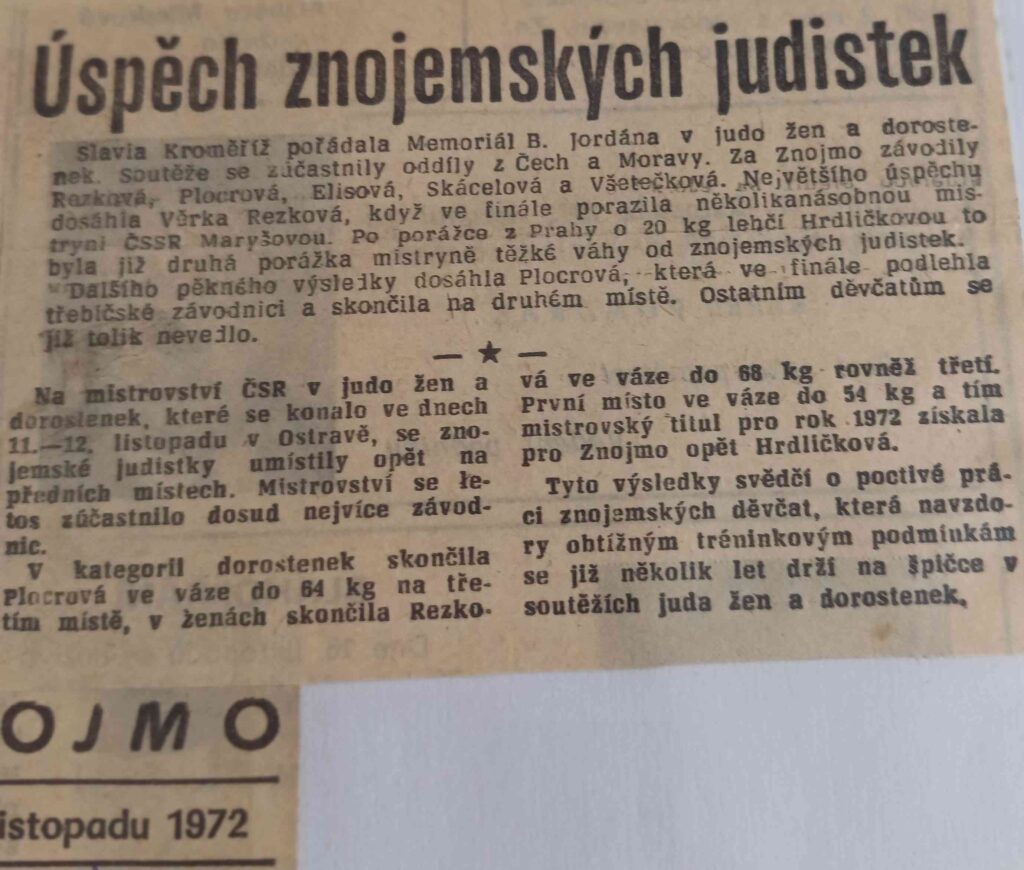 Úspěch znojemských judistek
Slavia Kroměříž pořádala Memoriál B. Jordána v judo žen a doroste-
nek. Soutěže se zúčastnily oddíly z Čech a Moravy. Za Znojmo závodily
Rezková, Plocrová, Elisová, Skácelová a Všetečková. Největšího úspěchu
dosáhla Věrka Rezková, když ve finále porazila několikanásobnou mis-
tryni ČSSR Maryšovou. Po porážce z Prahy o 20 kg lehčí Hrdličkovou to
byla již druhá porážka mistryně těžké váhy od znojemských judistek.
Dalšího pěkného výsledky dosáhla Plocrová, která ve finále podlehla
třebíčské závodnici a skončila na druhém místě. Ostatním děvčatům se
již tolik nevedlo.
— ★ —
Na mistrovství ČSR v judo žen a
dorostenek, které se konalo ve dnech
11.—12. listopadu v Ostravě, se zno-
jemské judistky umístily opět na
předních místech. Mistrovství se le-
tos zúčastnilo dosud nejvíce závod-
nic.
V kategorii dorostenek skončila
Plocrová ve váze do 64 kg na tře-
tím místě, v ženách skončila Rezko-
vá ve váze do 68 kg rovněž třetí.
První místo ve váze do 54 kg a tím
mistrovský titul pro rok 1972 získala
pro Znojmo opět Hrdličková.
Tyto výsledky svědčí o poctivé prá-
ci znojemských děvčat, která navzdo-
ry obtížným tréninkovým podmínkám
se již několik let drží na špičce v
soutěžích juda žen a dorostenek.
OJMO
istopadu 1972